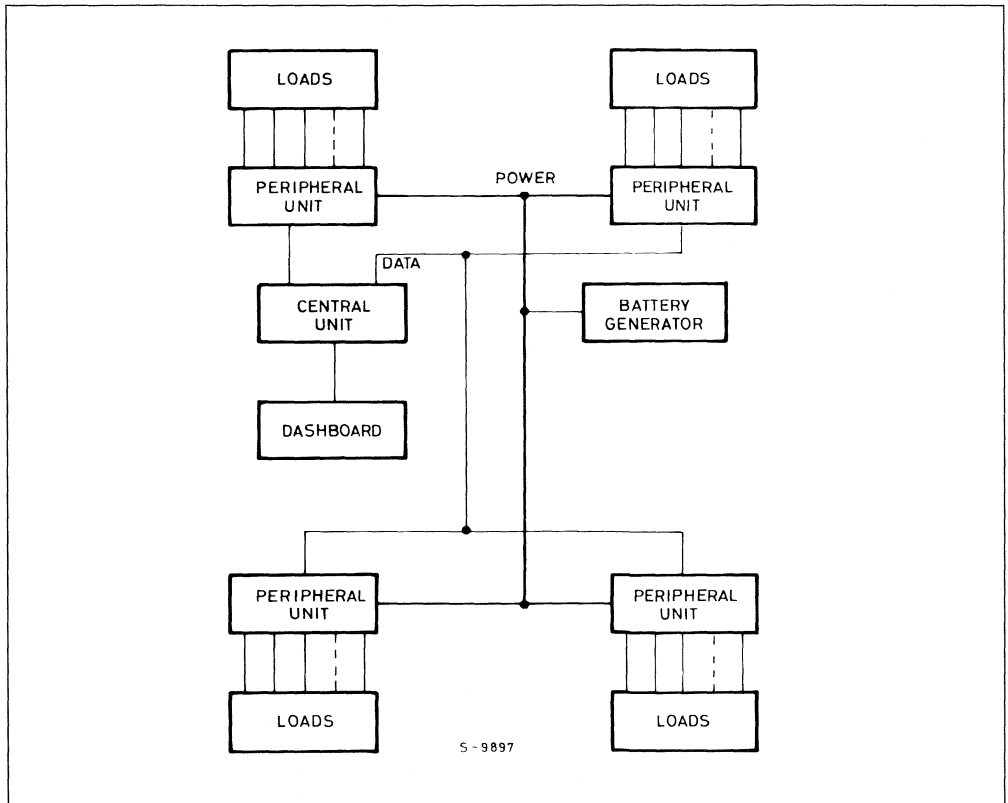 LOADS
LOADS
PERIPHERAL
UNIT
POWER
PERIPHERAL
UNIT
DATA
CENTRAL
UNIT
BATTERY
GENERATOR
DASHBOARD
PERIPHERAL
UNIT
PERIPHERAL
UNIT
LOADS
LOADS
S-9897